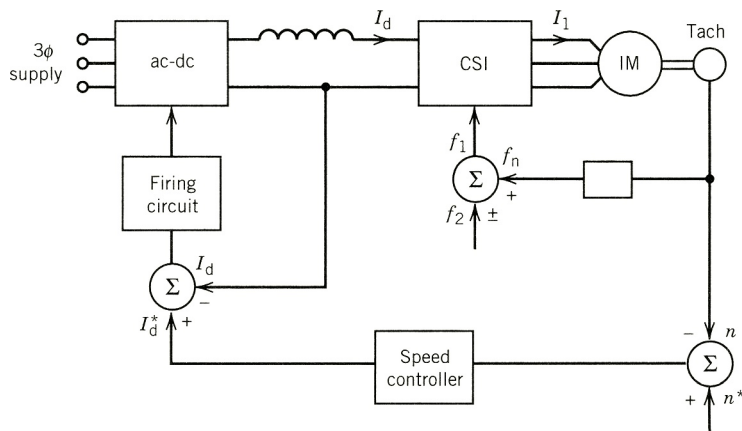 3ϕ
supply
ac-dc
I_d
CSI
I_1
IM
Tach
f_1
f_n
Σ
+
f_2
±
Firing
circuit
Σ
I_d
−
I_d*
+
Speed
controller
−
n
Σ
+
n*